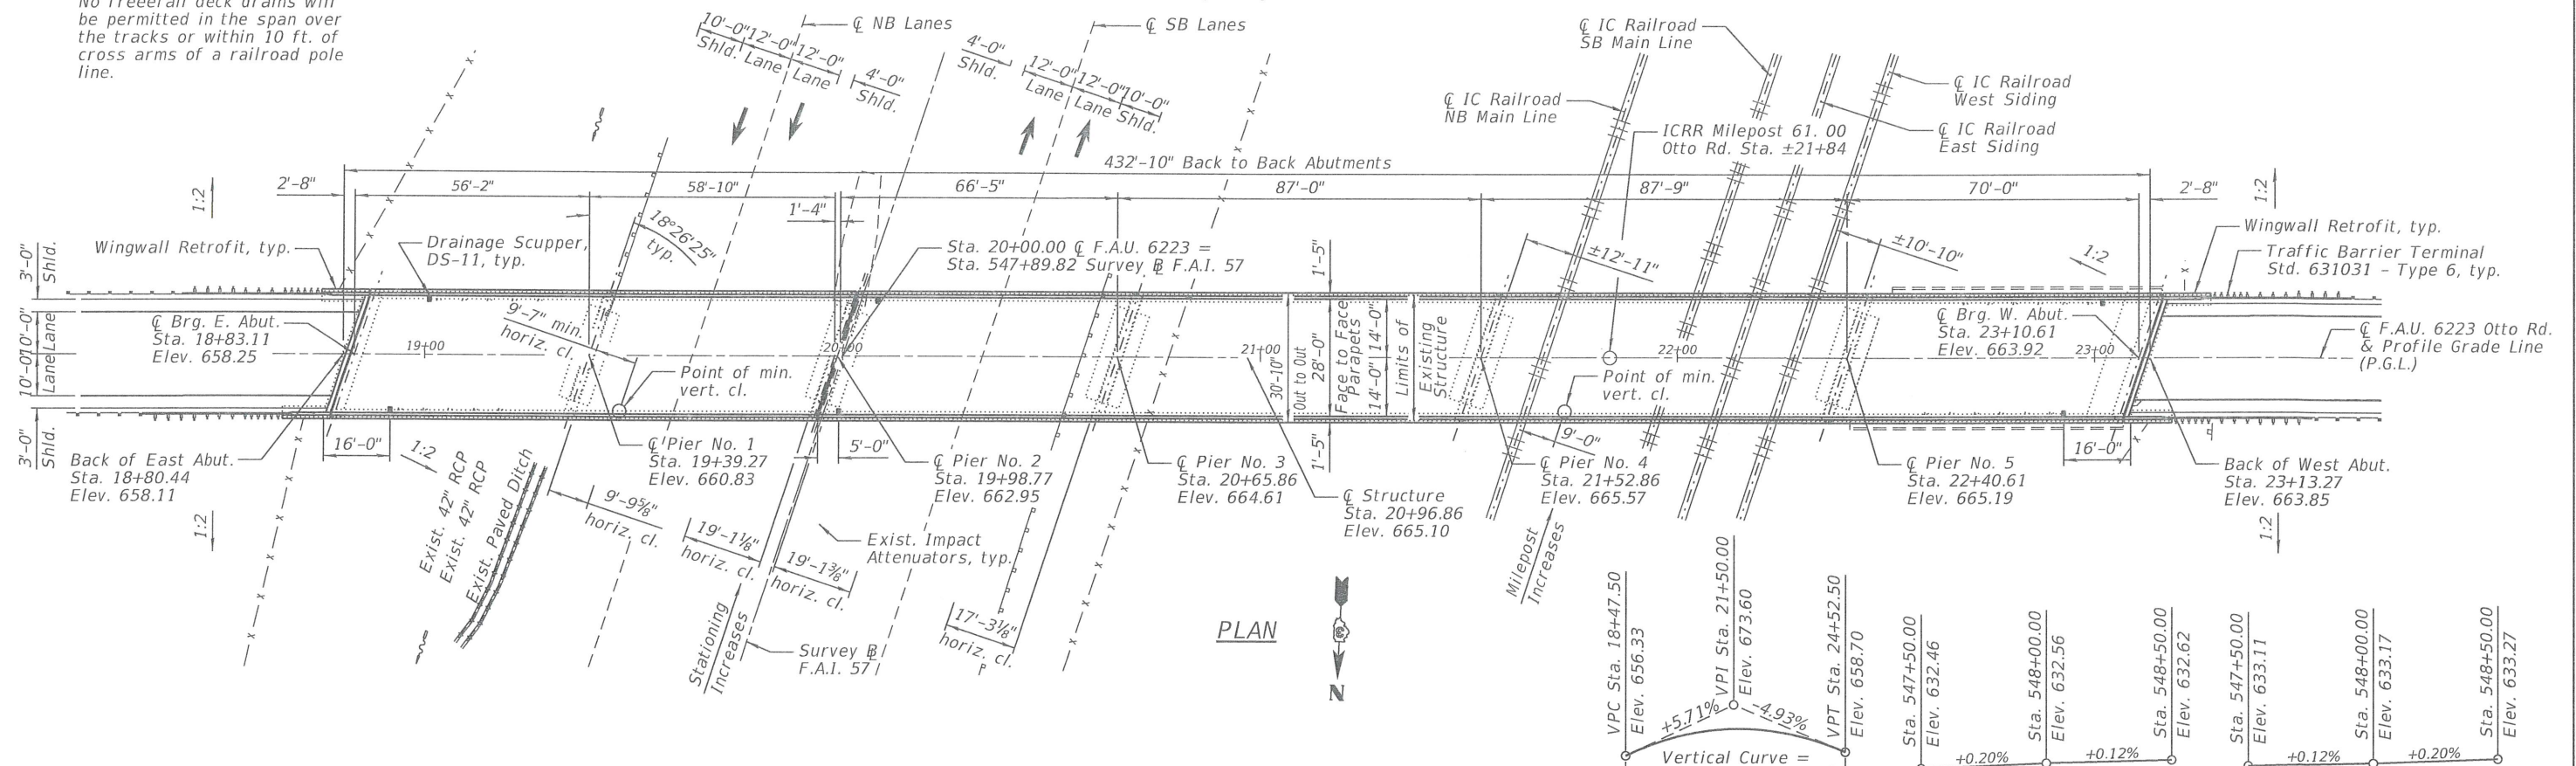 be permitted in the span over
the tracks or within 10 ft. of
cross arms of a railroad pole
line.
10'-0" 12'-0" 12'-0"
Shld. Lane Lane
4'-0"
Shld.
℄ NB Lanes
4'-0"
Shld.
℄ SB Lanes
12'-0" 12'-0" 10'-0"
Lane Lane Shld.
℄ IC Railroad
SB Main Line
℄ IC Railroad
NB Main Line
℄ IC Railroad
West Siding
℄ IC Railroad
East Siding
ICRR Milepost 61. 00
Otto Rd. Sta. ±21+84
432'-10" Back to Back Abutments
2'-8"
56'-2"
58'-10"
66'-5"
87'-0"
87'-9"
70'-0"
2'-8"
1:2
1:2
1'-4"
18°26'25"
typ.
Wingwall Retrofit, typ.
Drainage Scupper,
DS-11, typ.
Sta. 20+00.00 ℄ F.A.U. 6223 =
Sta. 547+89.82 Survey B F.A.I. 57
1'-5"
±12'-11"
±10'-10"
1:2
Wingwall Retrofit, typ.
Traffic Barrier Terminal
Std. 631031 - Type 6, typ.
3'-0"
Shld.
10'-0"
Lane
10'-0"
Lane
3'-0"
Shld.
℄ Brg. E. Abut.
Sta. 18+83.11
Elev. 658.25
19+00
9'-7" min.
horiz. cl.
Point of min.
vert. cl.
20+00
21+00
30'-10"
Out to Out
28'-0"
Face to Face
Parapets
14'-0" 14'-0"
Limits of
Existing
Structure
22+00
Point of min.
vert. cl.
℄ Brg. W. Abut.
Sta. 23+10.61
Elev. 663.92
23+00
℄ F.A.U. 6223 Otto Rd.
& Profile Grade Line
(P.G.L.)
Back of East Abut.
Sta. 18+80.44
Elev. 658.11
16'-0"
1:2
℄ Pier No. 1
Sta. 19+39.27
Elev. 660.83
5'-0"
℄ Pier No. 2
Sta. 19+98.77
Elev. 662.95
℄ Pier No. 3
Sta. 20+65.86
Elev. 664.61
1'-5"
℄ Structure
Sta. 20+96.86
Elev. 665.10
9'-0"
℄ Pier No. 4
Sta. 21+52.86
Elev. 665.57
℄ Pier No. 5
Sta. 22+40.61
Elev. 665.19
16'-0"
Back of West Abut.
Sta. 23+13.27
Elev. 663.85
1:2
1:2
Exist. 42" RCP
Exist. 42" RCP
Exist. Paved Ditch
9'-9⅝"
horiz. cl.
19'-1⅛"
horiz. cl.
19'-1⅜"
horiz. cl.
Exist. Impact
Attenuators, typ.
17'-3⅛"
horiz. cl.
Stationing
Increases
Survey B
F.A.I. 57
Milepost
Increases
PLAN
N
VPC Sta. 18+47.50
Elev. 656.33
VPI Sta. 21+50.00
Elev. 673.60
VPT Sta. 24+52.50
Elev. 658.70
+5.71%
-4.93%
Vertical Curve =
Sta. 547+50.00
Elev. 632.46
Sta. 548+00.00
Elev. 632.56
Sta. 548+50.00
Elev. 632.62
+0.20%
+0.12%
Sta. 547+50.00
Elev. 633.11
Sta. 548+00.00
Elev. 633.17
Sta. 548+50.00
Elev. 633.27
+0.12%
+0.20%